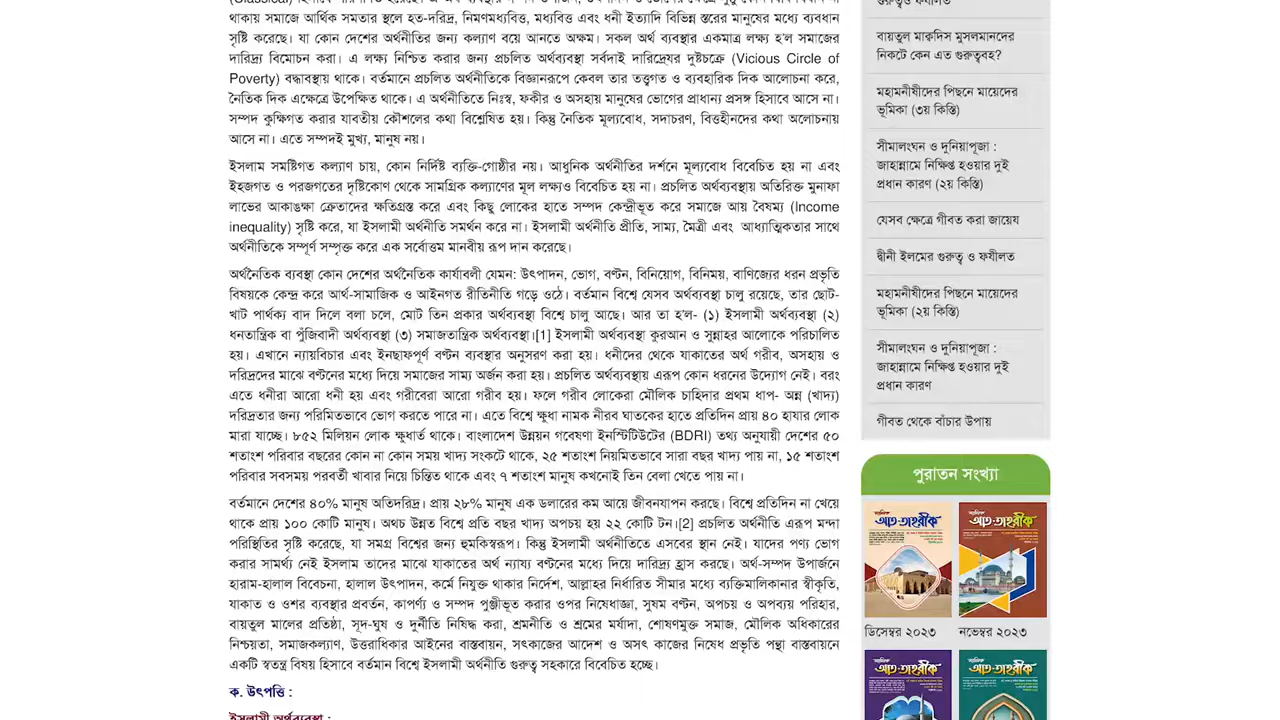 থাকায় সমাজে আর্থিক সমতার স্থলে হত-দরিদ্র, নিমণমধ্যবিত্ত, মধ্যবিত্ত এবং ধনী ইত্যাদি বিভিন্ন স্তরের মানুষের মধ্যে ব্যবধান
সৃষ্টি করেছে। যা কোন দেশের অর্থনীতির জন্য কল্যাণ বয়ে আনতে অক্ষম। সকল অর্থ ব্যবস্থার একমাত্র লক্ষ্য হ'ল সমাজের
দারিদ্র্য বিমোচন করা। এ লক্ষ্য নিশ্চিত করার জন্য প্রচলিত অর্থব্যবস্থা সর্বদাই দারিদ্রে্যর দুষ্টচক্রে (Vicious Circle of
Poverty) বদ্ধাবস্থায় থাকে। বর্তমানে প্রচলিত অর্থনীতিকে বিজ্ঞানরূপে কেবল তার তত্ত্বগত ও ব্যবহারিক দিক আলোচনা করে,
নৈতিক দিক এক্ষেত্রে উপেক্ষিত থাকে। এ অর্থনীতিতে নিঃস্ব, ফকীর ও অসহায় মানুষের ভোগের প্রাধান্য প্রসঙ্গ হিসাবে আসে না।
সম্পদ কুক্ষিগত করার যাবতীয় কৌশলের কথা বিশ্লেষিত হয়। কিন্তু নৈতিক মূল্যবোধ, সদাচরণ, বিত্তহীনদের কথা অলোচনায়
আসে না। এতে সম্পদই মুখ্য, মানুষ নয়।
ইসলাম সমষ্টিগত কল্যাণ চায়, কোন নির্দিষ্ট ব্যক্তি-গোষ্ঠীর নয়। আধুনিক অর্থনীতির দর্শনে মূল্যবোধ বিবেচিত হয় না এবং
ইহজগত ও পরজগতের দৃষ্টিকোণ থেকে সামগ্রিক কল্যাণের মূল লক্ষ্যও বিবেচিত হয় না। প্রচলিত অর্থব্যবস্থায় অতিরিক্ত মুনাফা
লাভের আকাঙক্ষা ক্রেতাদের ক্ষতিগ্রস্ত করে এবং কিছু লোকের হাতে সম্পদ কেন্দ্রীভূত করে সমাজে আয় বৈষম্য (Income
inequality) সৃষ্টি করে, যা ইসলামী অর্থনীতি সমর্থন করে না। ইসলামী অর্থনীতি প্রীতি, সাম্য, মৈত্রী এবং আধ্যাত্মিকতার সাথে
অর্থনীতিকে সম্পূর্ণ সম্পৃক্ত করে এক সর্বোত্তম মানবীয় রূপ দান করেছে।
অর্থনৈতিক ব্যবস্থা কোন দেশের অর্থনৈতিক কার্যাবলী যেমন: উৎপাদন, ভোগ, বণ্টন, বিনিয়োগ, বিনিময়, বাণিজ্যের ধরন প্রভৃতি
বিষয়কে কেন্দ্র করে আর্থ-সামাজিক ও আইনগত রীতিনীতি গড়ে ওঠে। বর্তমান বিশ্বে যেসব অর্থব্যবস্থা চালু রয়েছে, তার ছোট-
খাট পার্থক্য বাদ দিলে বলা চলে, মোট তিন প্রকার অর্থব্যবস্থা বিশ্বে চালু আছে। আর তা হ'ল- (১) ইসলামী অর্থব্যবস্থা (২)
ধনতান্ত্রিক বা পুঁজিবাদী অর্থব্যবস্থা (৩) সমাজতান্ত্রিক অর্থব্যবস্থা।[1] ইসলামী অর্থব্যবস্থা কুরআন ও সুন্নাহর আলোকে পরিচালিত
হয়। এখানে ন্যায়বিচার এবং ইনছাফপূর্ণ বণ্টন ব্যবস্থার অনুসরণ করা হয়। ধনীদের থেকে যাকাতের অর্থ গরীব, অসহায় ও
দরিদ্রদের মাঝে বণ্টনের মধ্যে দিয়ে সমাজের সাম্য অর্জন করা হয়। প্রচলিত অর্থব্যবস্থায় এরূপ কোন ধরনের উদ্যোগ নেই। বরং
এতে ধনীরা আরো ধনী হয় এবং গরীবেরা আরো গরীব হয়। ফলে গরীব লোকেরা মৌলিক চাহিদার প্রথম ধাপ- অন্ন (খাদ্য)
দরিদ্রতার জন্য পরিমিতভাবে ভোগ করতে পারে না। এতে বিশ্বে ক্ষুধা নামক নীরব ঘাতকের হাতে প্রতিদিন প্রায় ৪০ হাযার লোক
মারা যাচ্ছে। ৮৫২ মিলিয়ন লোক ক্ষুধার্ত থাকে। বাংলাদেশ উন্নয়ন গবেষণা ইনস্টিটিউটের (BDRI) তথ্য অনুযায়ী দেশের ৫০
শতাংশ পরিবার বছরের কোন না কোন সময় খাদ্য সংকটে থাকে, ২৫ শতাংশ নিয়মিতভাবে সারা বছর খাদ্য পায় না, ১৫ শতাংশ
পরিবার সবসময় পরবর্তী খাবার নিয়ে চিন্তিত থাকে এবং ৭ শতাংশ মানুষ কখনোই তিন বেলা খেতে পায় না।
বর্তমানে দেশের ৪০% মানুষ অতিদরিদ্র। প্রায় ২৮% মানুষ এক ডলারের কম আয়ে জীবনযাপন করছে। বিশ্বে প্রতিদিন না খেয়ে
থাকে প্রায় ১০০ কোটি মানুষ। অথচ উন্নত বিশ্বে প্রতি বছর খাদ্য অপচয় হয় ২২ কোটি টন।[2] প্রচলিত অর্থনীতি এরূপ মন্দা
পরিস্থিতির সৃষ্টি করছে, যা সমগ্র বিশ্বের জন্য হুমকিস্বরূপ। কিন্তু ইসলামী অর্থনীতিতে এসবের স্থান নেই। যাদের পণ্য ভোগ
করার সামর্থ্য নেই ইসলাম তাদের মাঝে যাকাতের অর্থ ন্যায্য বণ্টনের মধ্যে দিয়ে দারিদ্র্য হ্রাস করছে। অর্থ-সম্পদ উপার্জনে
হারাম-হালাল বিবেচনা, হালাল উৎপাদন, কর্মে নিযুক্ত থাকার নির্দেশ, আল্লাহর নির্ধারিত সীমার মধ্যে ব্যক্তিমালিকানার স্বীকৃতি,
যাকাত ও ওশর ব্যবস্থার প্রবর্তন, কাপর্ণ্য ও সম্পদ পুঞ্জীভূত করার ওপর নিষেধাজ্ঞা, সুষম বণ্টন, অপচয় ও অপব্যয় পরিহার,
বায়তুল মালের প্রতিষ্ঠা, সূদ-ঘুষ ও দুর্নীতি নিষিদ্ধ করা, শ্রমনীতি ও শ্রমের মর্যাদা, শোষণমুক্ত সমাজ, মৌলিক অধিকারের
নিশ্চয়তা, সমাজকল্যাণ, উত্তরাধিকার আইনের বাস্তবায়ন, সৎকাজের আদেশ ও অসৎ কাজের নিষেধ প্রভৃতি পন্থা বাস্তবায়নে
একটি স্বতন্ত্র বিষয় হিসাবে বর্তমান বিশ্বে ইসলামী অর্থনীতি গুরুত্ব সহকারে বিবেচিত হচ্ছে।
ক. উৎপত্তি :
ইসলামী অর্থব্যবস্থা :
গুরুত্বও ফযীলত
বায়তুল মাক্বদিস মুসলমানদের
নিকটে কেন এত গুরুত্ববহ?
মহামনীষীদের পিছনে মায়েদের
ভূমিকা (৩য় কিস্তি)
সীমালংঘন ও দুনিয়াপূজা :
জাহান্নামে নিক্ষিপ্ত হওয়ার দুই
প্রধান কারণ (২য় কিস্তি)
যেসব ক্ষেত্রে গীবত করা জায়েয
দ্বীনী ইলমের গুরুত্ব ও ফযীলত
মহামনীষীদের পিছনে মায়েদের
ভূমিকা (২য় কিস্তি)
সীমালংঘন ও দুনিয়াপূজা :
জাহান্নামে নিক্ষিপ্ত হওয়ার দুই
প্রধান কারণ
গীবত থেকে বাঁচার উপায়
পুরাতন সংখ্যা
আত-তাহরীক আত-তাহরীক
ডিসেম্বর ২০২৩ নভেম্বর ২০২৩
আত-তাহরীক আত-তাহরীক